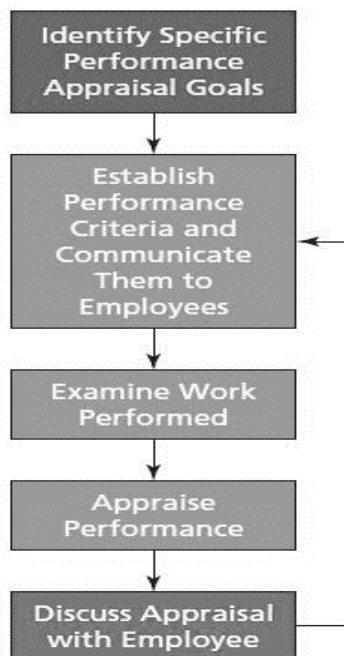 Identify Specific
Performance
Appraisal Goals
Establish
Performance
Criteria and
Communicate
Them to
Employees
Examine Work
Performed
Appraise
Performance
Discuss Appraisal
with Employee